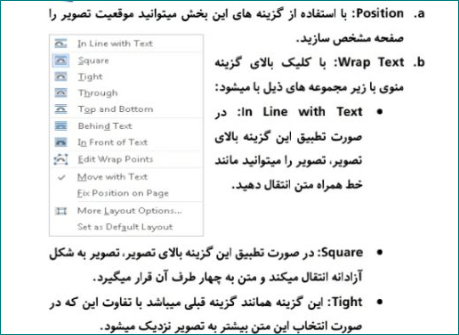 a. Position: با استفاده از گزینه های این بخش میتوانید موقعیت تصویر را
صفحه مشخص سازید.
b. Wrap Text: با کلیک بالای گزینه
منوی با زیر مجموعه های ذیل با میشود:
• In Line with Text: در
صورت تطبیق این گزینه بالای
تصویر، تصویر را میتوانید مانند
خط همراه متن انتقال دهید.
In Line with Text
Square
Tight
Through
Top and Bottom
Behind Text
In Front of Text
Edit Wrap Points
✓ Move with Text
Fix Position on Page
More Layout Options...
Set as Default Layout
• Square: در صورت تطبیق این گزینه بالای تصویر، تصویر به شکل
آزادانه انتقال میکند و متن به چهار طرف آن قرار میگیرد.
• Tight: این گزینه همانند گزینه قبلی میباشد با تفاوت این که در
صورت انتخاب این متن بیشتر به تصویر نزدیک میشود.